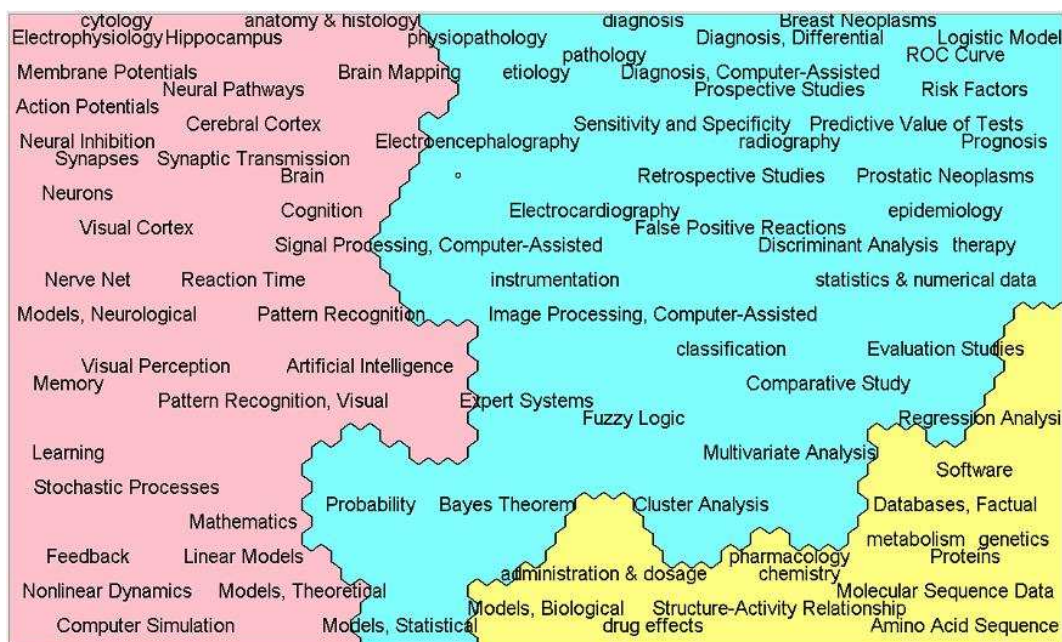 cytology anatomy & histology diagnosis Breast Neoplasms
Electrophysiology Hippocampus physiopathology Diagnosis, Differential Logistic Model
pathology ROC Curve
Membrane Potentials Brain Mapping etiology Diagnosis, Computer-Assisted
Neural Pathways Prospective Studies Risk Factors
Action Potentials
Cerebral Cortex Sensitivity and Specificity Predictive Value of Tests
Neural Inhibition Electroencephalography radiography Prognosis
Synapses Synaptic Transmission
Brain Retrospective Studies Prostatic Neoplasms
Neurons
Cognition Electrocardiography epidemiology
Visual Cortex False Positive Reactions
Signal Processing, Computer-Assisted Discriminant Analysis therapy
Nerve Net Reaction Time instrumentation statistics & numerical data
Models, Neurological Pattern Recognition Image Processing, Computer-Assisted
classification Evaluation Studies
Visual Perception Artificial Intelligence
Memory Comparative Study
Pattern Recognition, Visual Expert Systems
Fuzzy Logic Regression Analysi
Learning Multivariate Analysis
Software
Stochastic Processes
Probability Bayes Theorem Cluster Analysis Databases, Factual
Mathematics
metabolism genetics
Feedback Linear Models pharmacology Proteins
administration & dosage chemistry
Nonlinear Dynamics Models, Theoretical Molecular Sequence Data
Models, Biological Structure-Activity Relationship
Computer Simulation Models, Statistical drug effects Amino Acid Sequence